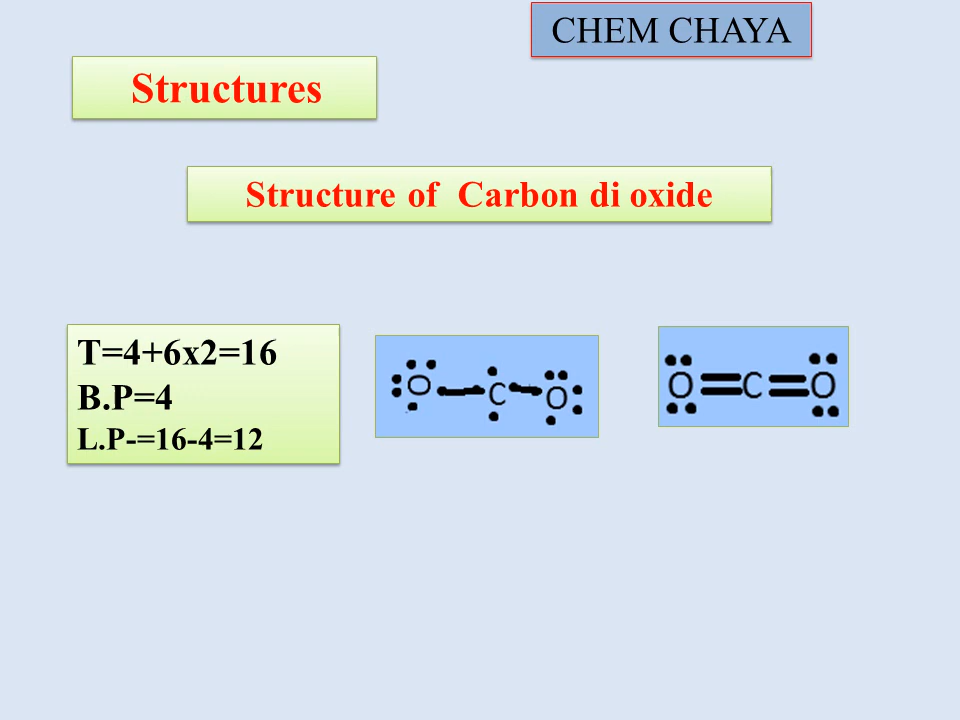 CHEM CHAYA
Structures
Structure of Carbon di oxide
T=4+6x2=16
B.P=4
L.P-=16-4=12
O C O
O=C=O